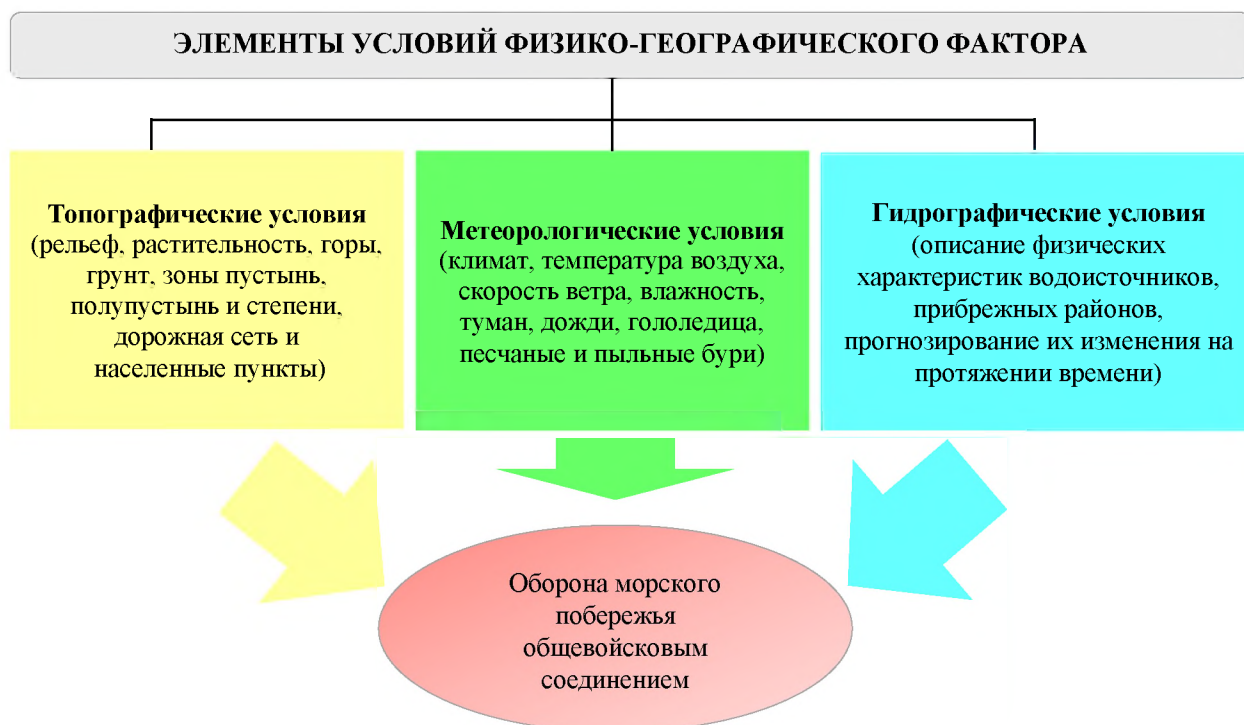 ЭЛЕМЕНТЫ УСЛОВИЙ ФИЗИКО-ГЕОГРАФИЧЕСКОГО ФАКТОРА
Топографические условия
(рельеф, растительность, горы,
грунт, зоны пустынь,
полупустынь и степени,
дорожная сеть и
населенные пункты)
Метеорологические условия
(климат, температура воздуха,
скорость ветра, влажность,
туман, дожди, гололедица,
песчаные и пыльные бури)
Гидрографические условия
(описание физических
характеристик водоисточников,
прибрежных районов,
прогнозирование их изменения на
протяжении времени)
Оборона морского
побережья
общевойсковым
соединением